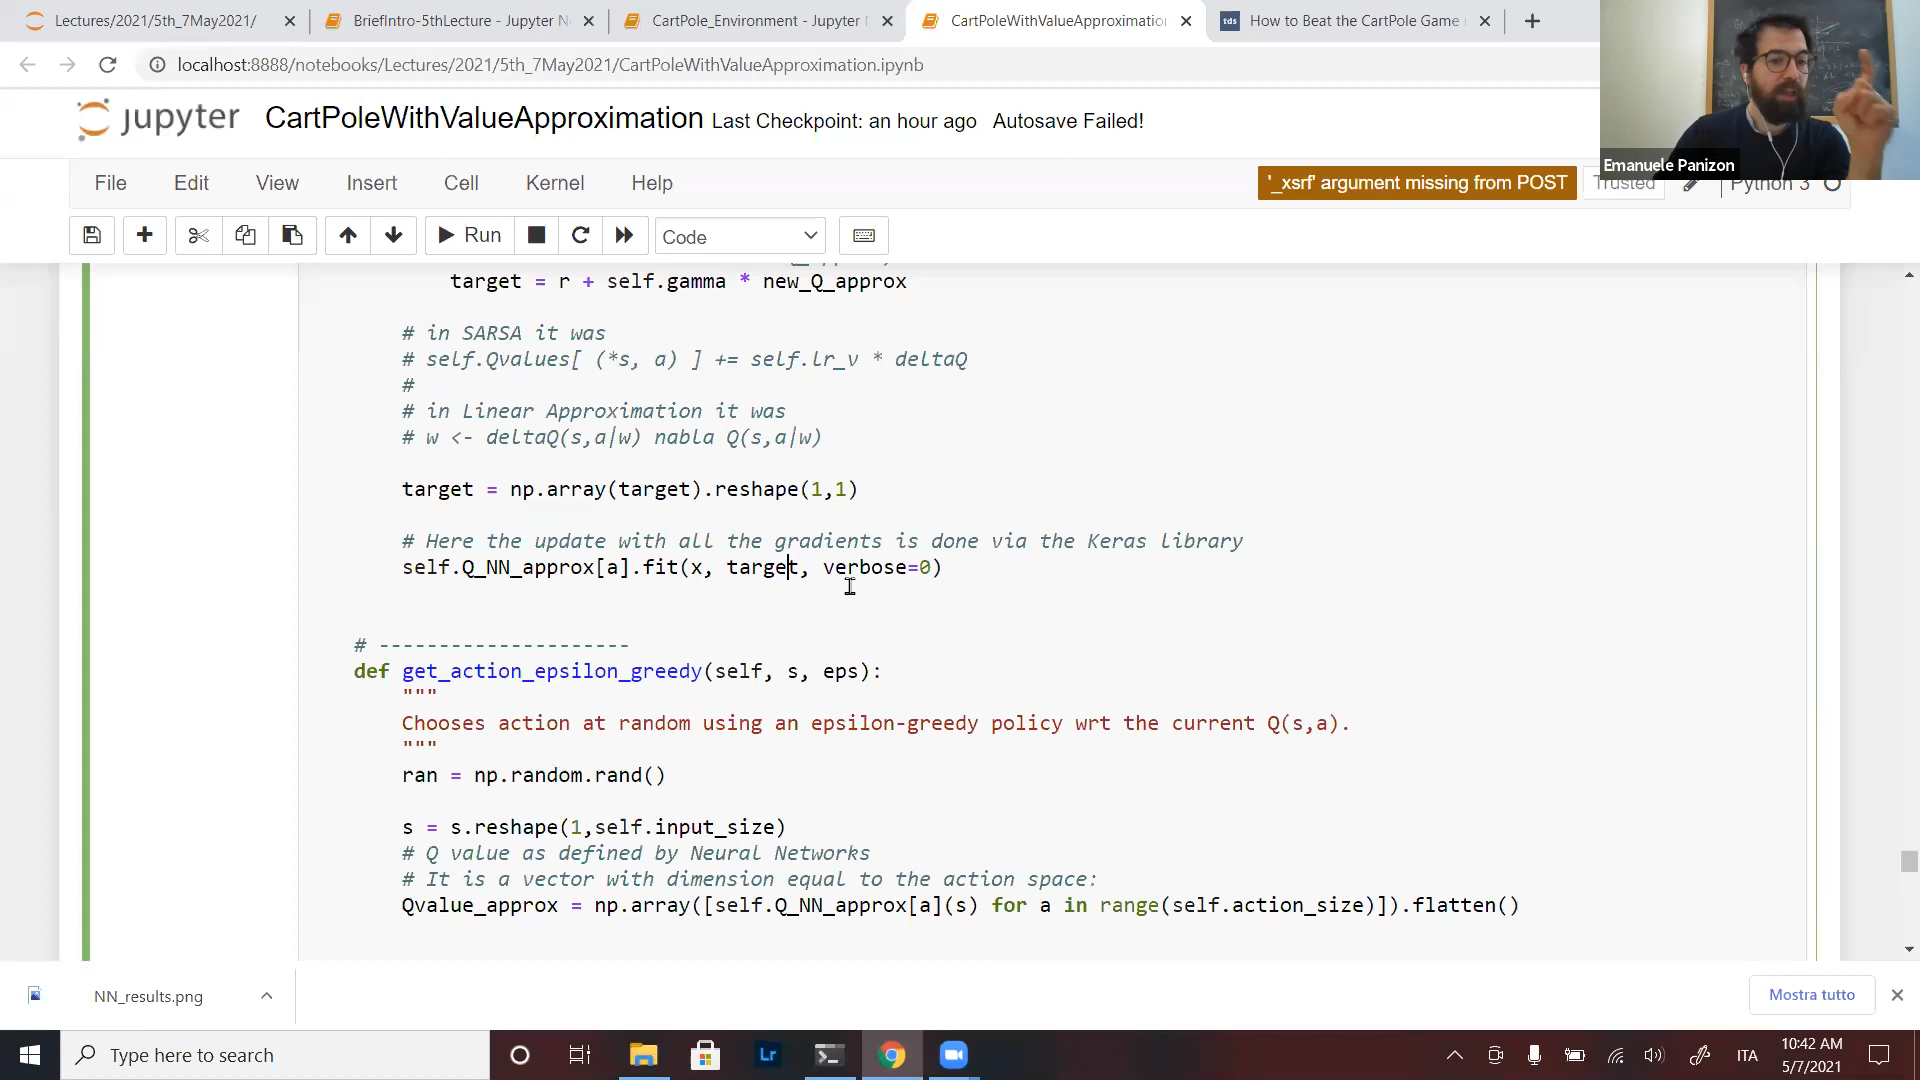 Lectures/2021/5th_7May2021/
BriefIntro-5thLecture - Jupyter N
CartPole_Environment - Jupyter
CartPoleWithValueApproximatio
How to Beat the CartPole Game
localhost:8888/notebooks/Lectures/2021/5th_7May2021/CartPoleWithValueApproximation.ipynb
jupyter CartPoleWithValueApproximation Last Checkpoint: an hour ago Autosave Failed!
Emanuele Panizon
File Edit View Insert Cell Kernel Help
'_xsrf' argument missing from POST
Trusted Python 3
Run Code
target = r + self.gamma * new_Q_approx
# in SARSA it was
# self.Qvalues[ (*s, a) ] += self.lr_v * deltaQ
#
# in Linear Approximation it was
# w <- deltaQ(s,a|w) nabla Q(s,a|w)
target = np.array(target).reshape(1,1)
# Here the update with all the gradients is done via the Keras library
self.Q_NN_approx[a].fit(x, target, verbose=0)
# ---------------------
def get_action_epsilon_greedy(self, s, eps):
"""
Chooses action at random using an epsilon-greedy policy wrt the current Q(s,a).
"""
ran = np.random.rand()
s = s.reshape(1,self.input_size)
# Q value as defined by Neural Networks
# It is a vector with dimension equal to the action space:
Qvalue_approx = np.array([self.Q_NN_approx[a](s) for a in range(self.action_size)]).flatten()
NN_results.png
Mostra tutto
Type here to search
Lr
ITA
10:42 AM
5/7/2021